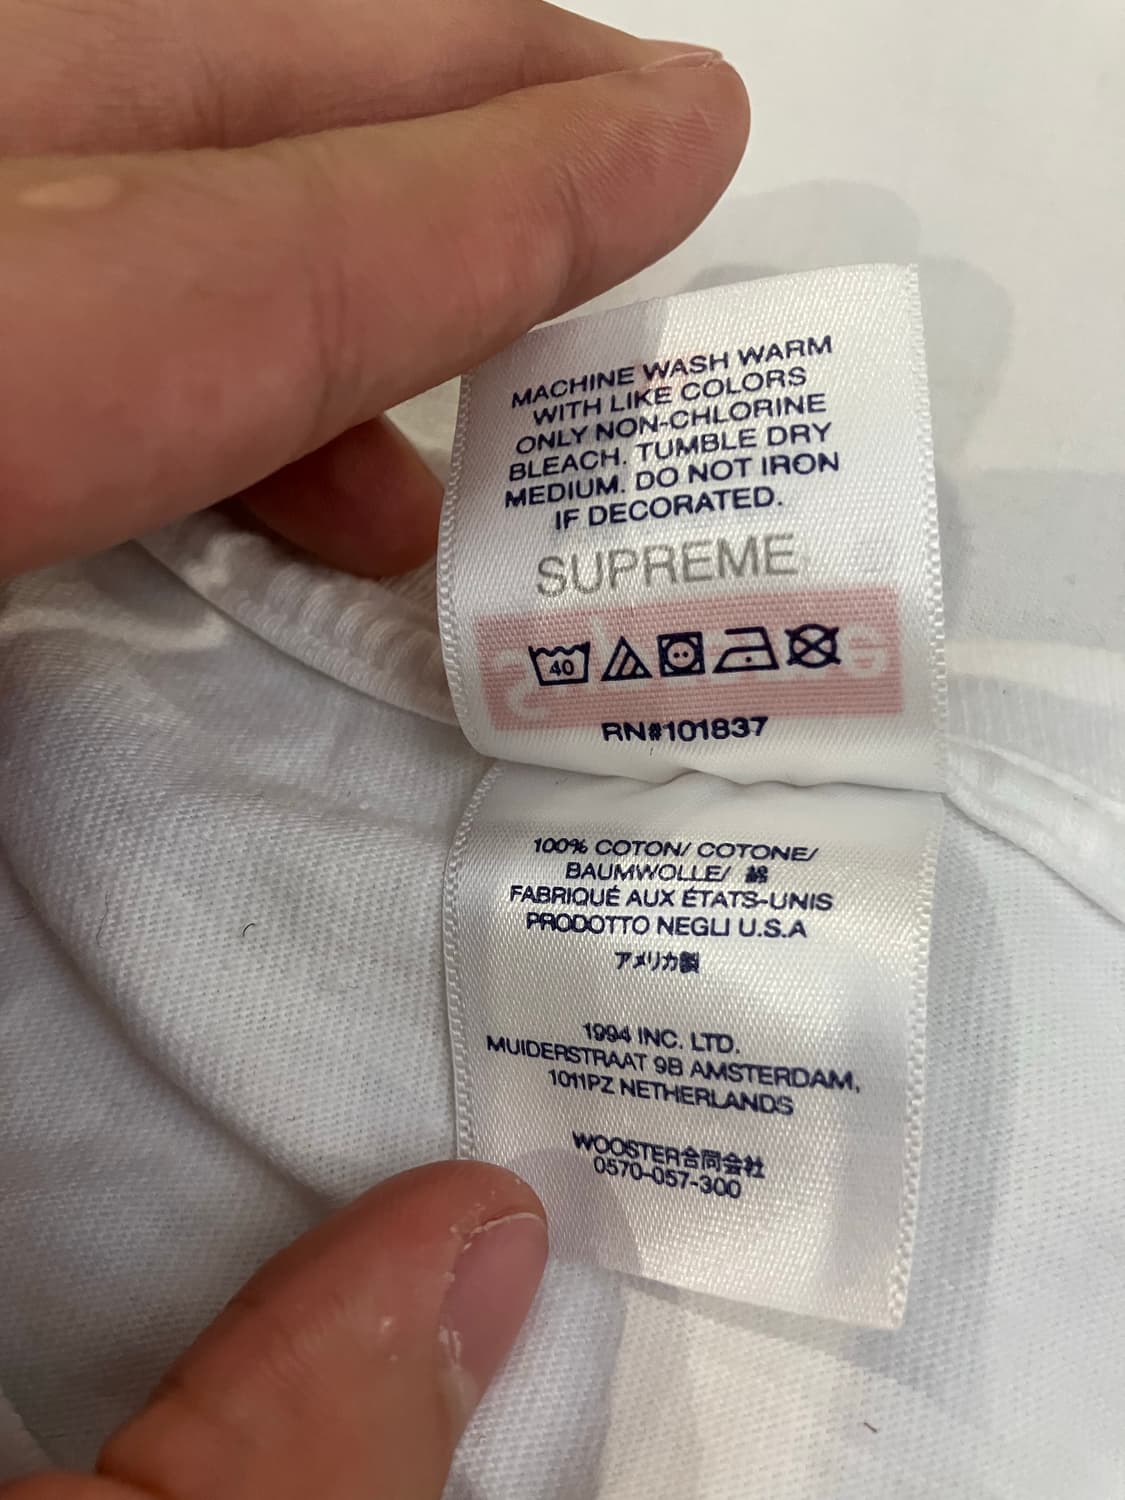 MACHINE WASH WARM
WITH LIKE COLORS
ONLY NON-CHLORINE
BLEACH. TUMBLE DRY
MEDIUM. DO NOT IRON
IF DECORATED.
SUPREME
40
RN#101837
100% COTON/ COTONE/
BAUMWOLLE/ 綿
FABRIQUÉ AUX ÉTATS-UNIS
PRODOTTO NEGLI U.S.A
アメリカ製
1994 INC. LTD.
MUIDERSTRAAT 9B AMSTERDAM,
1011PZ NETHERLANDS
WOOSTER合同会社
0570-057-300